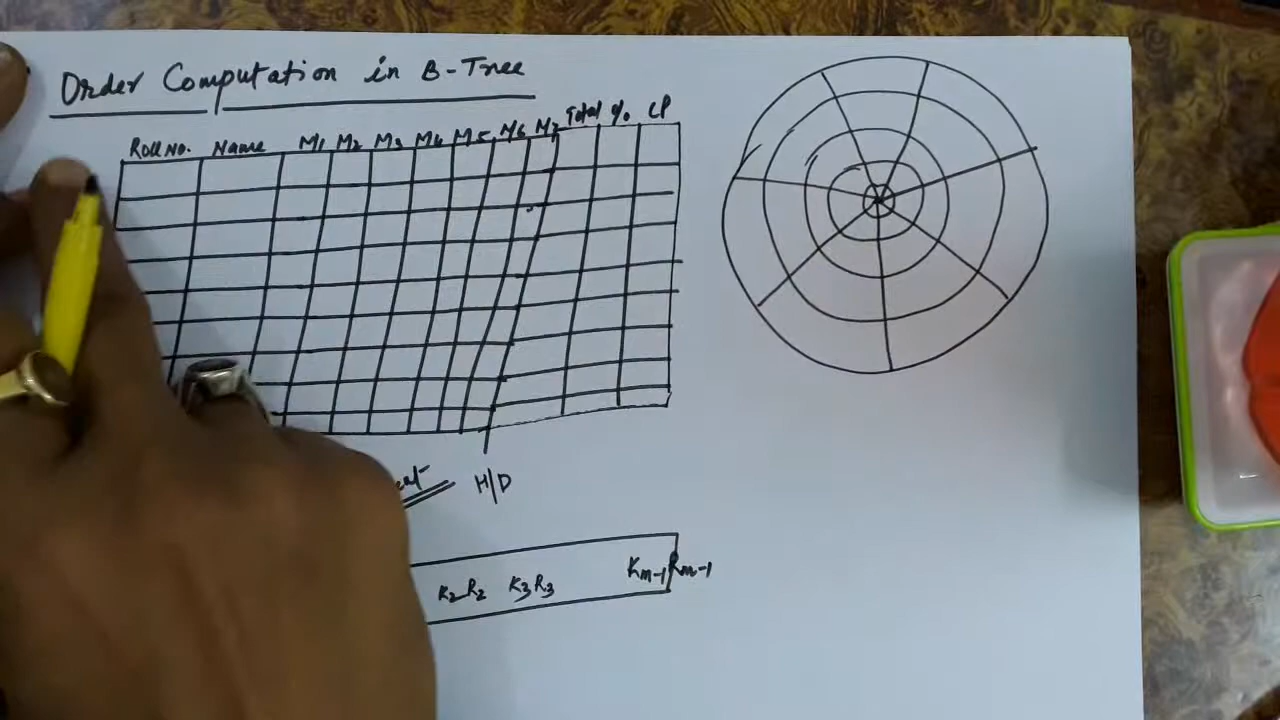 Order Computation in B-Tree
Roll No. Name M1 M2 M3 M4 M5 M6 M7 Total % CP
H/D
K2 R2 K3 R3 Km-1 Rm-1